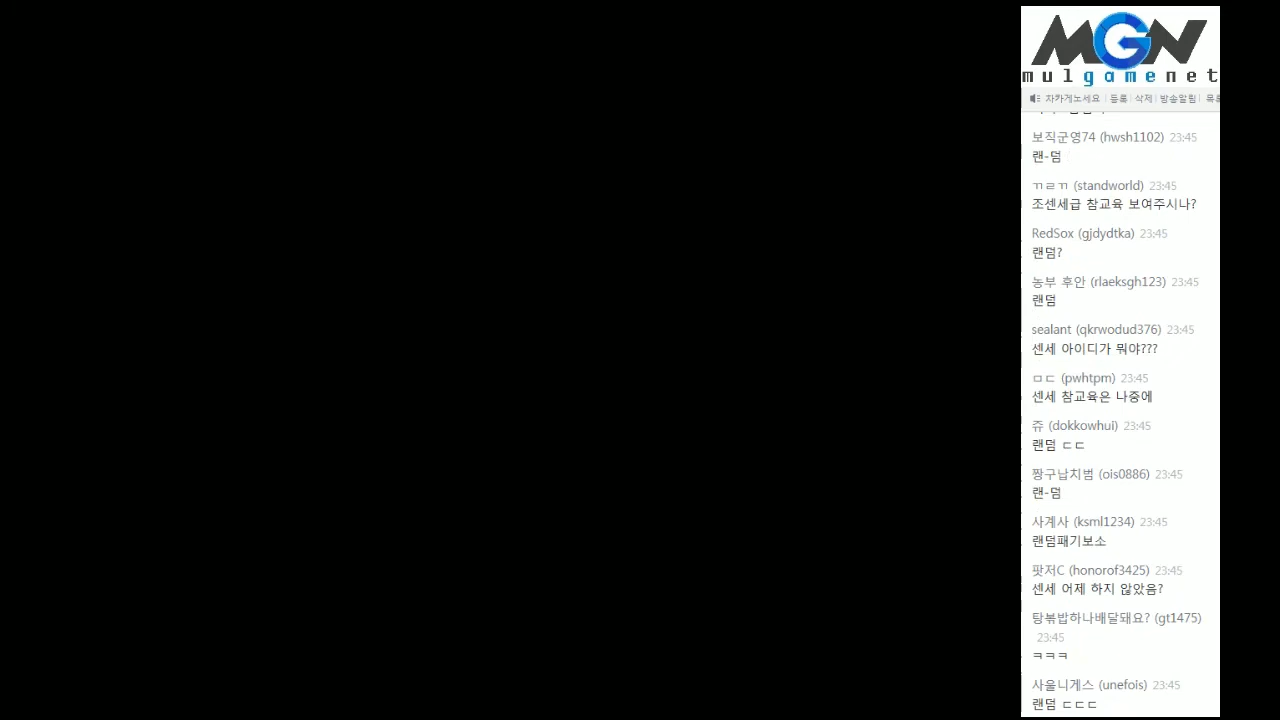 MGN
mulgamenet
차카게노세요 등록 삭제 방송알림
보직군영74 (hwsh1102) 23:45
랜-덤
ㄲㄹㄲ (standworld) 23:45
조센세급 참교육 보여주시나?
RedSox (gjdydtka) 23:45
랜덤?
농부 후안 (rlaeksgh123) 23:45
랜덤
sealant (qkrwodud376) 23:45
센세 아이디가 뭐야???
ㅁㄷ (pwhtpm) 23:45
센세 참교육은 나중에
쥬 (dokkowhui) 23:45
랜덤 ㄷㄷ
짱구납치범 (ois0886) 23:45
랜-덤
사계사 (ksml1234) 23:45
랜덤패기보소
팟저C (honorof3425) 23:45
센세 어제 하지 않았음?
탕볶밥하나배달돼요? (gt1475)
23:45
ㅋㅋㅋ
사울니게스 (unefois) 23:45
랜덤 ㄷㄷㄷ